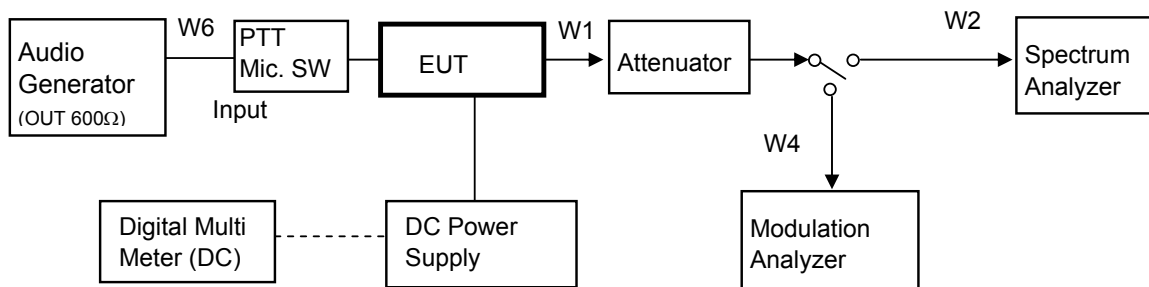 W6
Audio
Generator
(OUT 600Ω)
PTT
Mic. SW
Input
EUT
W1
Attenuator
W2
Spectrum
Analyzer
W4
Digital Multi
Meter (DC)
DC Power
Supply
Modulation
Analyzer